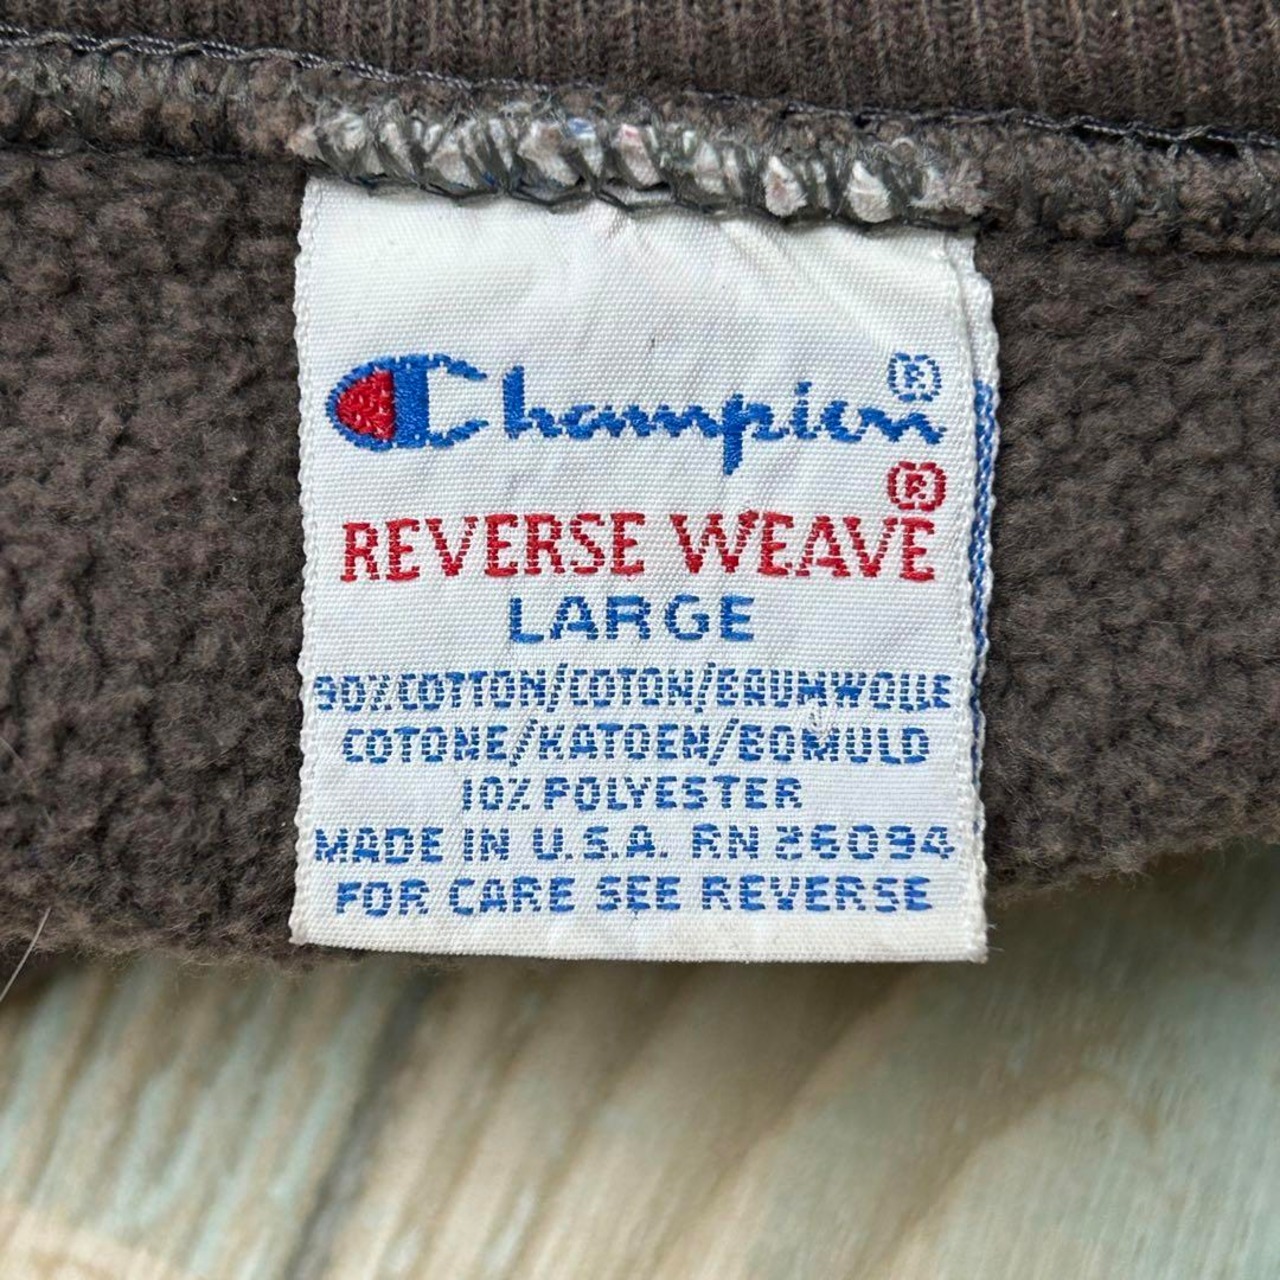 Champion®
REVERSE WEAVE®
LARGE
90% COTTON/COTON/BAUMWOLLE
COTONE/KATOEN/BOMULD
10% POLYESTER
MADE IN U.S.A. RN 26094
FOR CARE SEE REVERSE